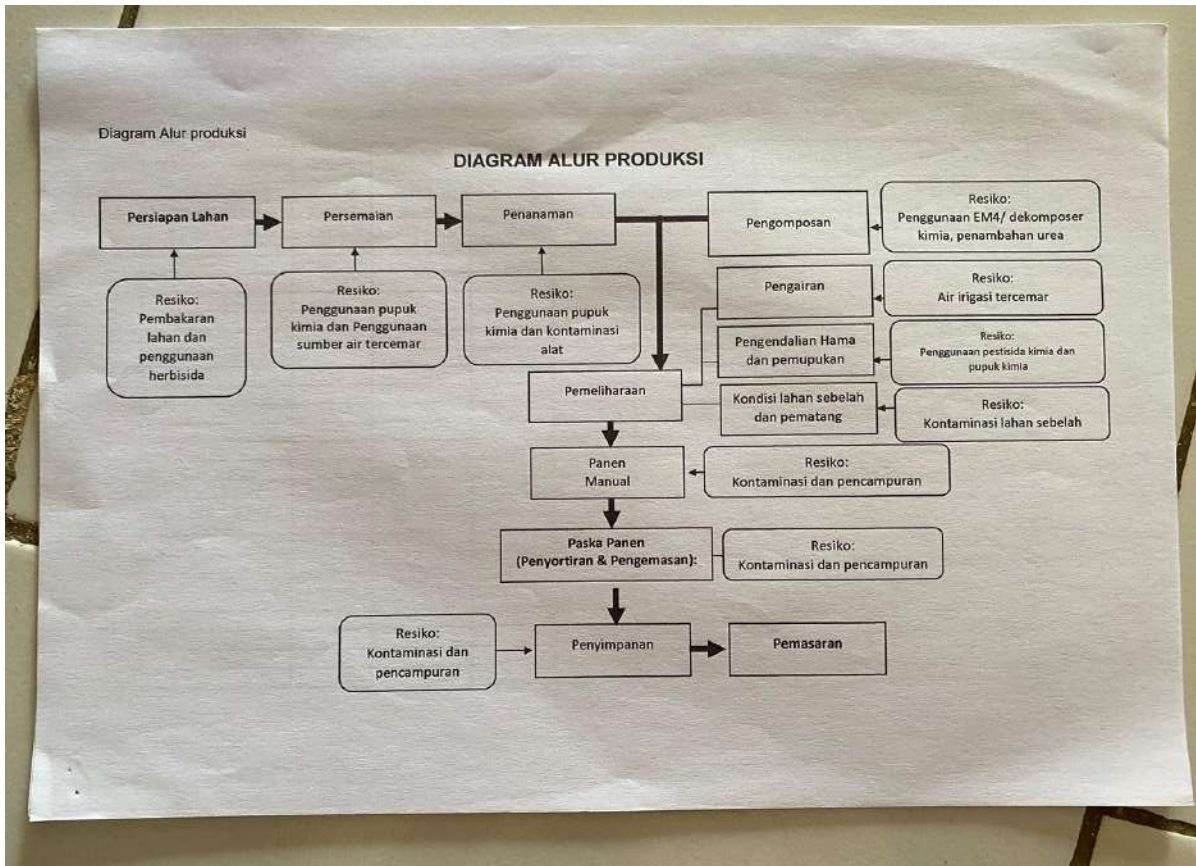 Diagram Alur produksi
DIAGRAM ALUR PRODUKSI
Persiapan Lahan
Persemaian
Penanaman
Pengomposan
Resiko:
Penggunaan EM4/ dekomposer
kimia, penambahan urea
Resiko:
Pembakaran
lahan dan
penggunaan
herbisida
Resiko:
Penggunaan pupuk
kimia dan Penggunaan
sumber air tercemar
Resiko:
Penggunaan pupuk
kimia dan kontaminasi
alat
Pengairan
Resiko:
Air irigasi tercemar
Pengendalian Hama
dan pemupukan
Resiko:
Penggunaan pestisida kimia dan
pupuk kimia
Pemeliharaan
Kondisi lahan sebelah
dan pematang
Resiko:
Kontaminasi lahan sebelah
Panen
Manual
Resiko:
Kontaminasi dan pencampuran
Paska Panen
(Penyortiran & Pengemasan):
Resiko:
Kontaminasi dan pencampuran
Resiko:
Kontaminasi dan
pencampuran
Penyimpanan
Pemasaran